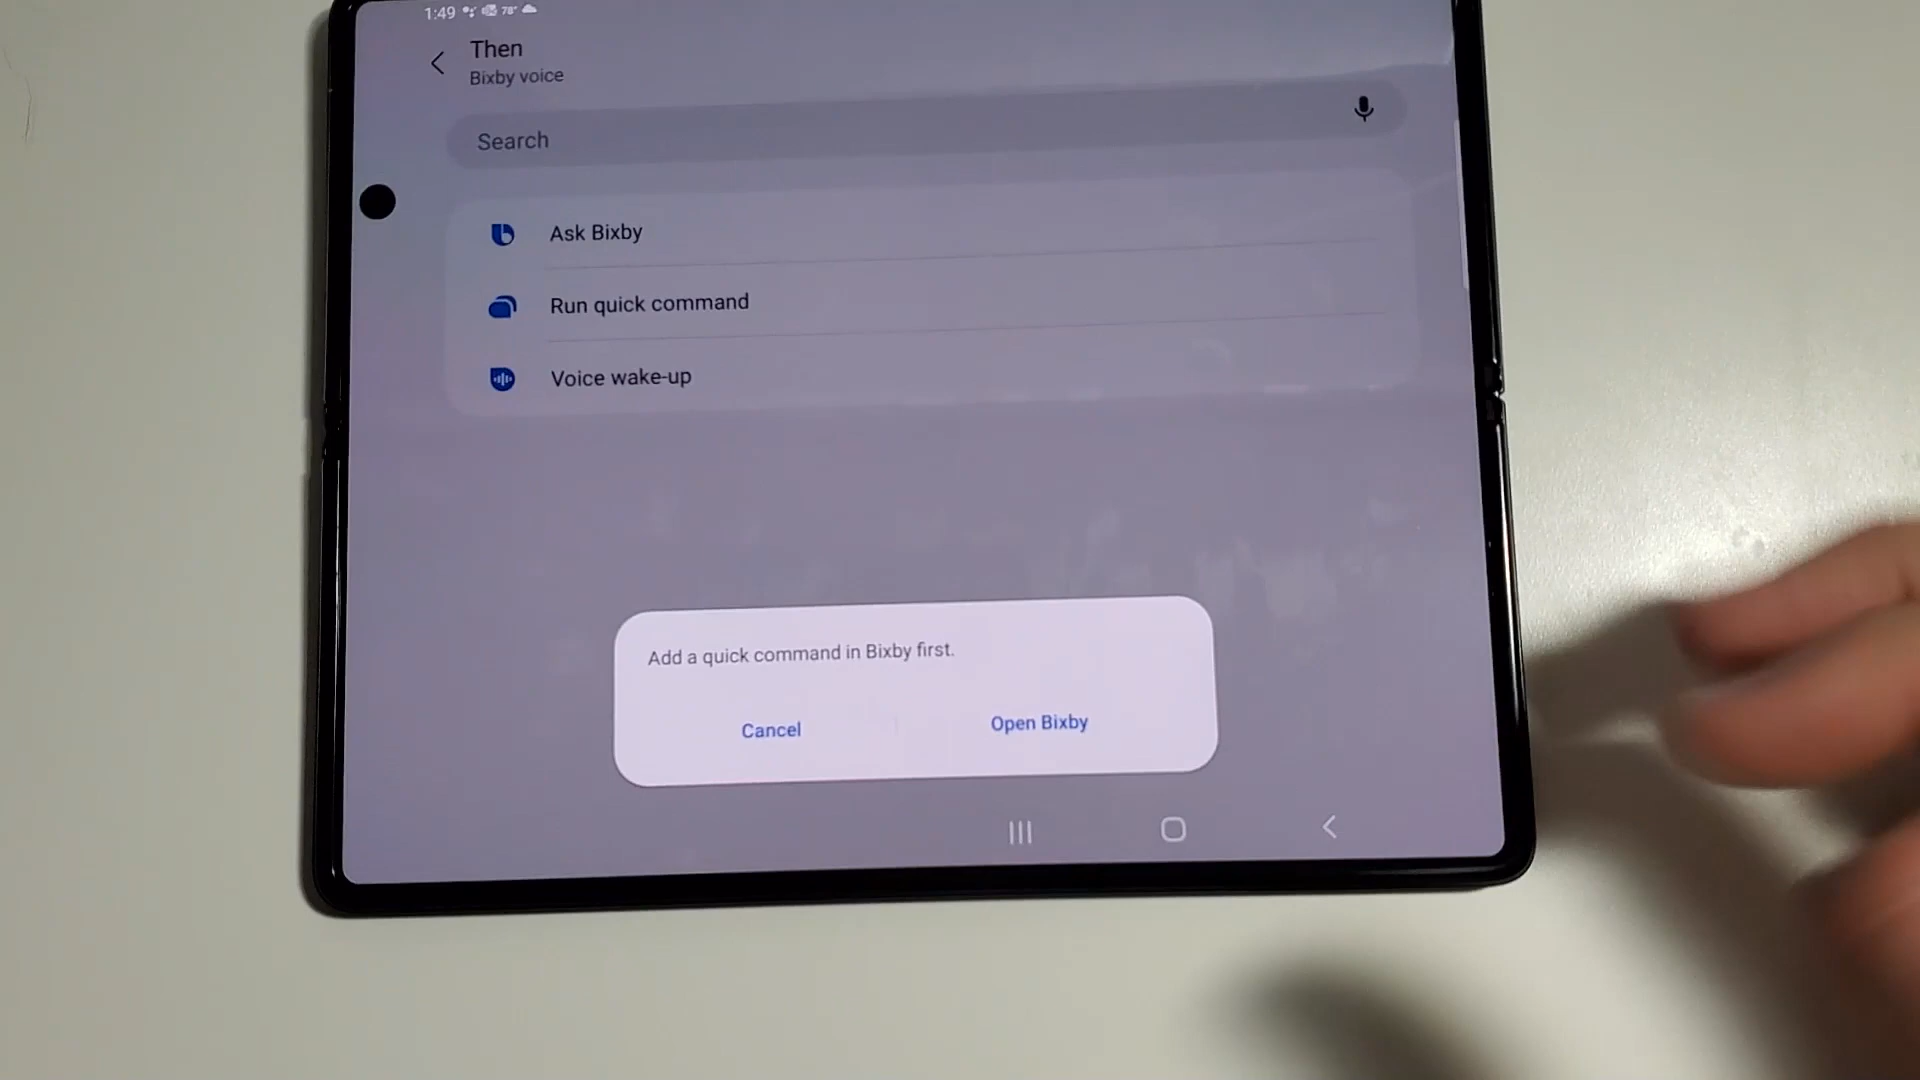 1:49 78°
Then
Bixby voice
Search
Ask Bixby
Run quick command
Voice wake-up
Add a quick command in Bixby first.
Cancel Open Bixby